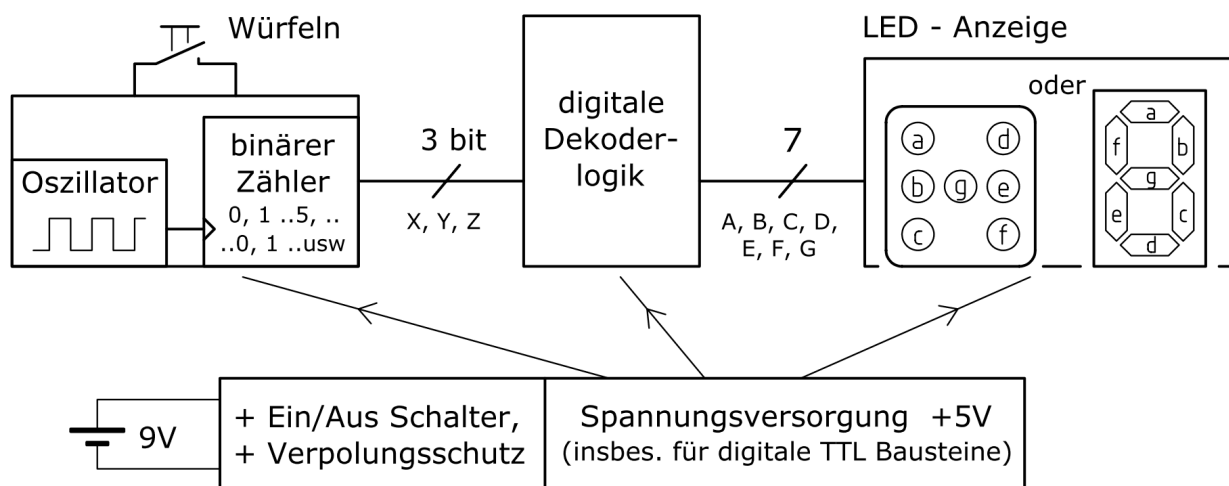 Würfeln
LED - Anzeige
oder
Oszillator
binärer
Zähler
0, 1 ..5, ..
..0, 1 ..usw
3 bit
X, Y, Z
digitale
Dekoder-
logik
7
A, B, C, D,
E, F, G
a d
b g e
c f
a
f b
g
e c
d
9V
+ Ein/Aus Schalter,
+ Verpolungsschutz
Spannungsversorgung +5V
(insbes. für digitale TTL Bausteine)